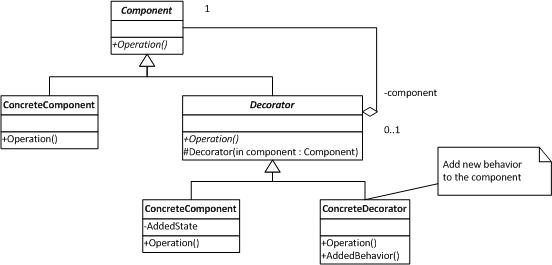 Component
1
+Operation()
-component
ConcreteComponent
+Operation()
Decorator
0..1
+Operation()
#Decorator(in component : Component)
Add new behavior
to the component
ConcreteComponent
-AddedState
+Operation()
ConcreteDecorator
+Operation()
+AddedBehavior()